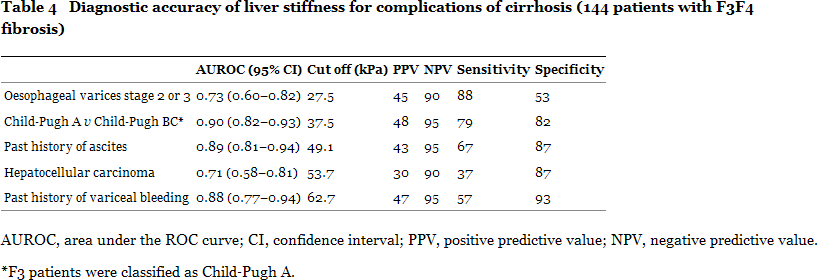 Table 4 Diagnostic accuracy of liver stiffness for complications of cirrhosis (144 patients with F3F4
fibrosis)
AUROC (95% CI) Cut off (kPa) PPV NPV Sensitivity Specificity
Oesophageal varices stage 2 or 3 0.73 (0.60–0.82) 27.5 45 90 88 53
Child-Pugh A v Child-Pugh BC* 0.90 (0.82–0.93) 37.5 48 95 79 82
Past history of ascites 0.89 (0.81–0.94) 49.1 43 95 67 87
Hepatocellular carcinoma 0.71 (0.58–0.81) 53.7 30 90 37 87
Past history of variceal bleeding 0.88 (0.77–0.94) 62.7 47 95 57 93
AUROC, area under the ROC curve; CI, confidence interval; PPV, positive predictive value; NPV, negative predictive value.
*F3 patients were classified as Child-Pugh A.